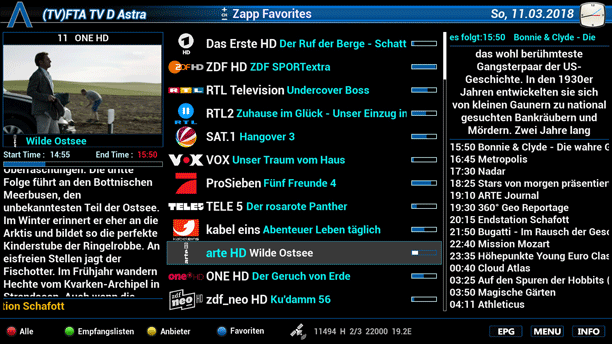 (TV)FTA TV D Astra
Zapp Favorites
So, 11.03.2018
11 ONE HD
Wilde Ostsee
Start Time : 14:55 End Time : 15:50
Überraschungen. Die dritte
Folge führt an den Bottnischen
Meerbusen, den
unbekanntesten Teil der Ostsee.
Im Winter erinnert er eher an die
Arktis und bildet so die perfekte
Kinderstube der Ringelrobbe. An
eisfreien Stellen jagt der
Fischotter. Im Frühjahr wandern
Hechte vom Kvarken-Archipel in
Strandseen. Auch wenn die
tion Schafott
Das Erste HD Der Ruf der Berge - Schatt
ZDF HD ZDF SPORTextra
RTL Television Undercover Boss
RTL2 Zuhause im Glück - Unser Einzug in
SAT.1 Hangover 3
VOX Unser Traum vom Haus
ProSieben Fünf Freunde 4
TELE 5 Der rosarote Panther
kabel eins Abenteuer Leben täglich
arte HD Wilde Ostsee
ONE HD Der Geruch von Erde
zdf_neo HD Ku'damm 56
es folgt:15:50 Bonnie & Clyde - Die
das wohl berühmteste
Gangsterpaar der US-
Geschichte. In den 1930er
Jahren entwickelten sie sich
von kleinen Gaunern zu national
gesuchten Bankräubern und
Mördern. Zwei Jahre lang
15:50 Bonnie & Clyde - Die wahre G
16:45 Metropolis
17:30 Nadar
18:25 Stars von morgen präsentier
19:10 ARTE Journal
19:30 360° Geo Reportage
20:15 Endstation Schafott
21:50 Bugatti - Im Rausch der Gesc
22:40 Mission Mozart
23:35 Höhepunkte Young Euro Clas
00:40 Cloud Atlas
03:25 Auf den Spuren der Hobbits (
03:50 Magische Gärten
04:11 Athleticus
Alle Empfangslisten Anbieter Favoriten 11494 H 2/3 22000 19.2E EPG MENU INFO